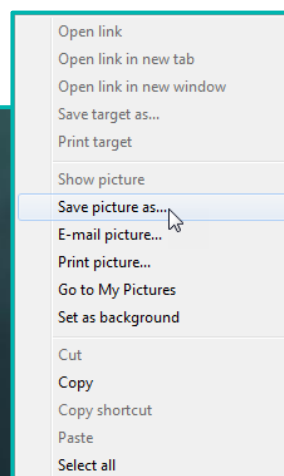 Open link
Open link in new tab
Open link in new window
Save target as...
Print target
Show picture
Save picture as...
E-mail picture...
Print picture...
Go to My Pictures
Set as background
Cut
Copy
Copy shortcut
Paste
Select all